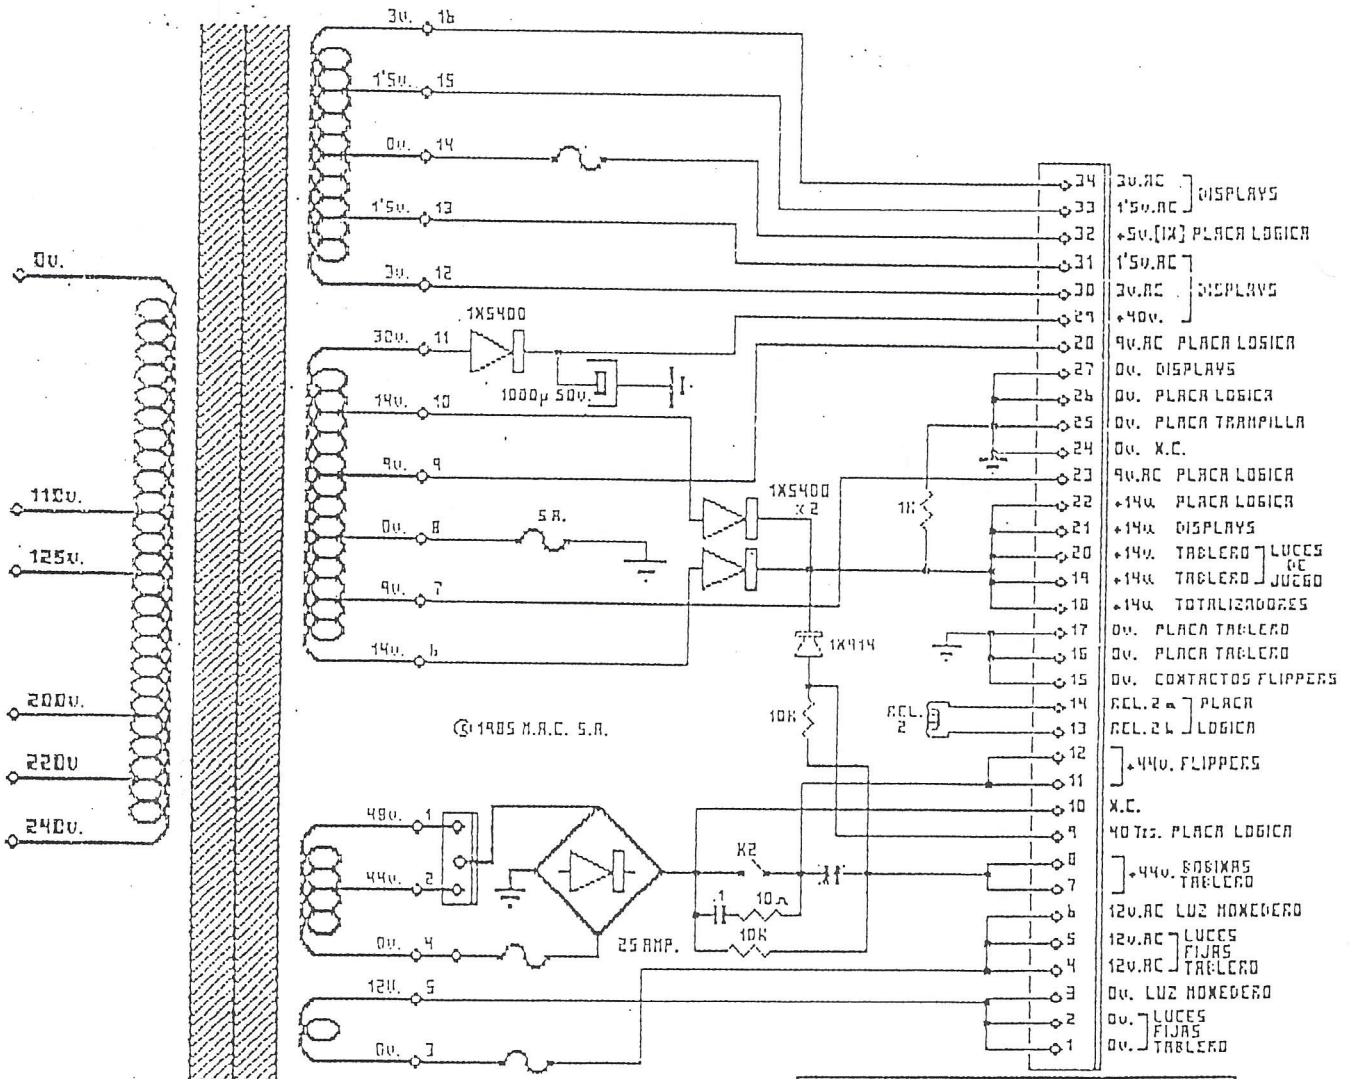 3v. 16
1'5v. 15
0v. 14
1'5v. 13
3v. 12
34 3v.AC
33 1'5v.AC
DISPLAYS
32 +5v.[IX] PLACA LOGICA
31 1'5v.AC
30 3v.AC
29 +40v.
DISPLAYS
0v.
110v.
125v.
200v.
220v
240v.
32v. 11
1N5400
1000µ 50v.
14v. 10
9v. 9
0v. 8
S.A.
9v. 7
14v. 6
1N5400
X2
1K
28 9v.AC PLACA LOGICA
27 0v. DISPLAYS
26 0v. PLACA LOGICA
25 0v. PLACA TRAMPILLA
24 0v. N.C.
23 9v.AC PLACA LOGICA
22 +14v. PLACA LOGICA
21 +14v. DISPLAYS
20 +14v. TABLERO
19 +14v. TABLERO
LUCES
DE
JUEGO
18 +14v. TOTALIZADORES
17 0v. PLACA TABLERO
16 0v. PLACA TABLERO
15 0v. CONTACTOS FLIPPERS
1N914
10K
REL.
2
14 REL.2a
13 REL.2b
PLACA
LOGICA
© 1985 M.A.C. S.A.
12
11
+44v. FLIPPERS
10 N.C.
9 40 Trs. PLACA LOGICA
8
7
+44v. BOBINAS
TABLERO
48v. 1
44v. 2
0v. 4
25 AMP.
K2
.1
10Ω
10K
6 12v.AC LUZ MONEDERO
5 12v.AC
4 12v.AC
LUCES
FIJAS
TABLERO
12v. 5
0v. 3
3 0v. LUZ MONEDERO
2 0v.
1 0v.
LUCES
FIJAS
TABLERO